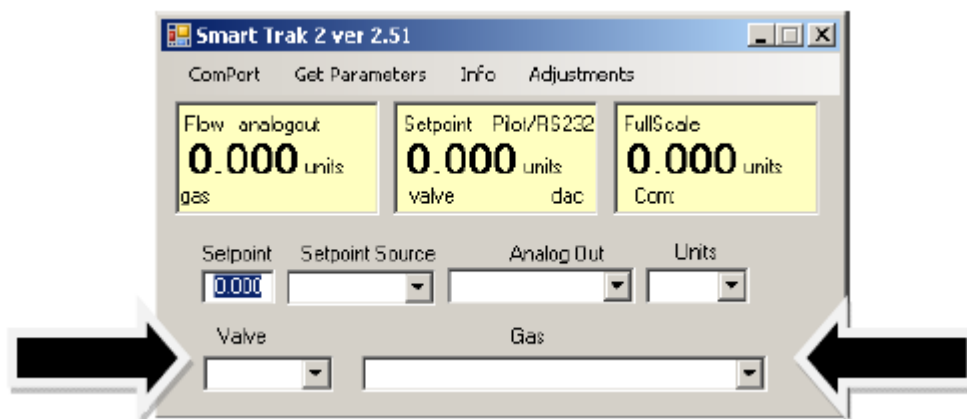 Smart Trak 2 ver 2.51
ComPort Get Parameters Info Adjustments
Flow analogout
0.000 units
gas
Setpoint Pilot/RS232
0.000 units
valve dac
FullScale
0.000 units
Com:
Setpoint Setpoint Source Analog Out Units
0.000
Valve Gas